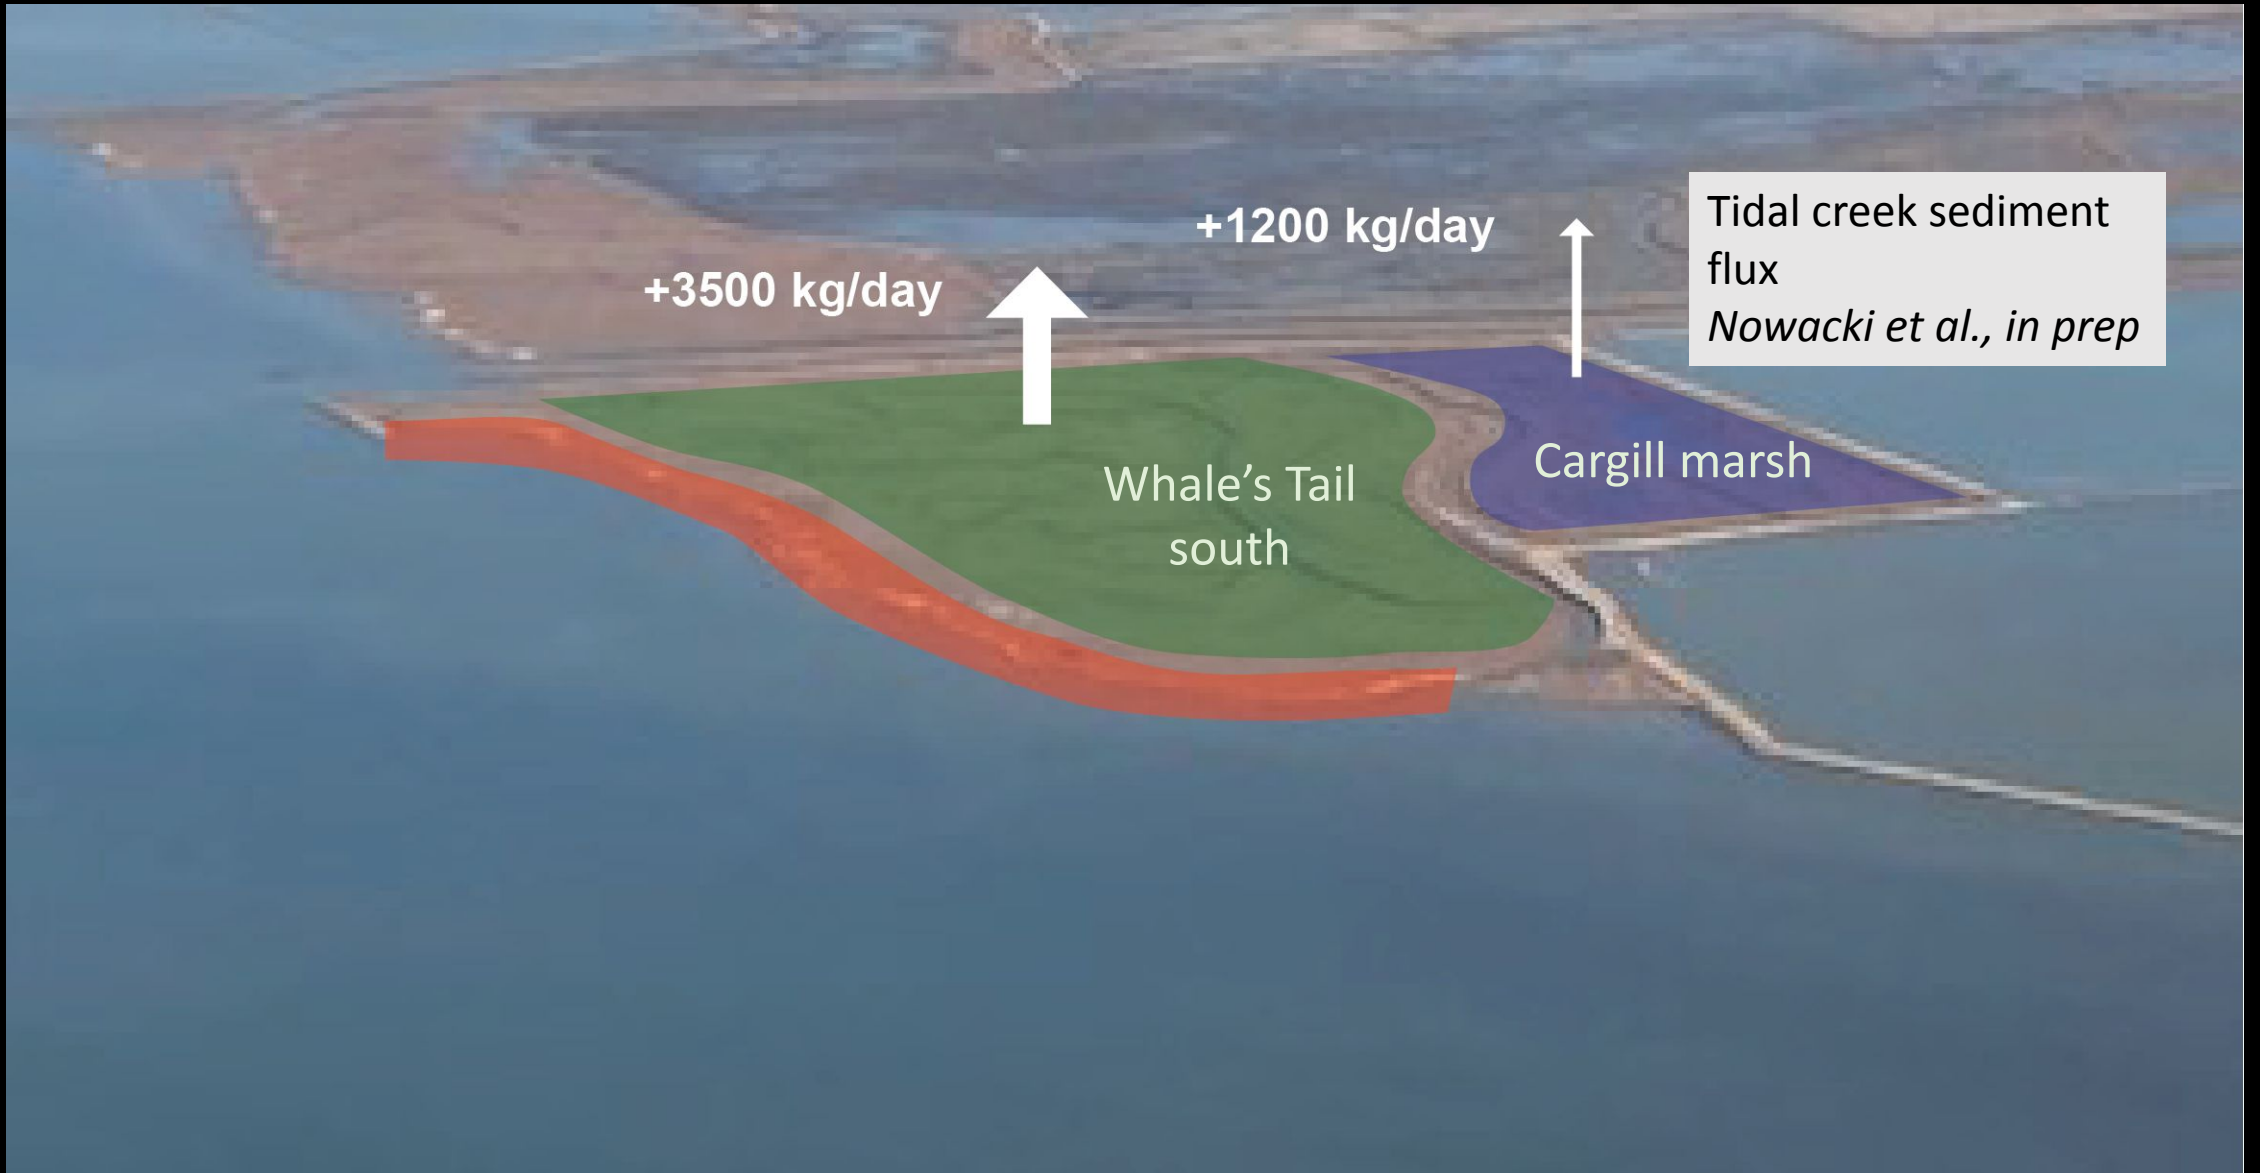 +1200 kg/day
+3500 kg/day
Tidal creek sediment
flux
Nowacki et al., in prep
Whale’s Tail
south
Cargill marsh